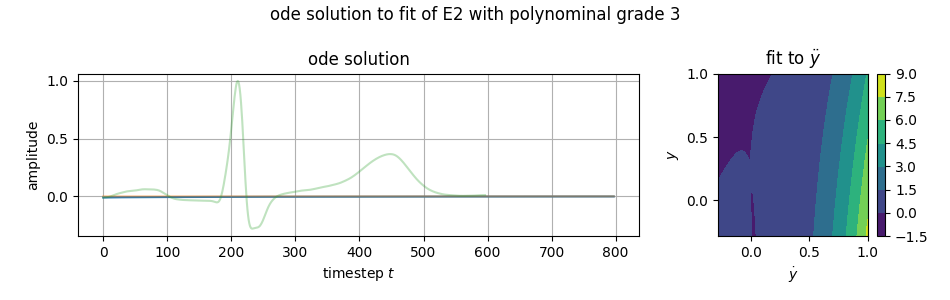 ode solution to fit of E2 with polynominal grade 3
ode solution
fit to ÿ
1.0
0.5
0.0
amplitude
0 100 200 300 400 500 600 700 800
timestep t
1.0
0.5
0.0
y
0.0 0.5 1.0
ẏ
9.0
7.5
6.0
4.5
3.0
1.5
0.0
−1.5